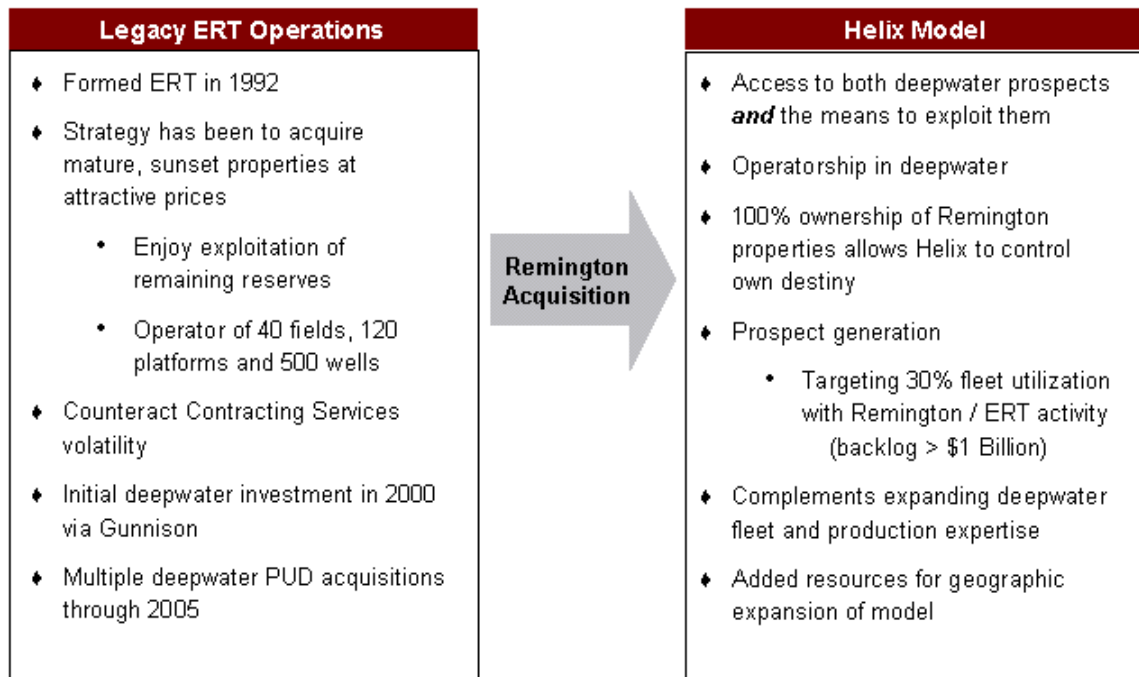 Legacy ERT Operations
♦ Formed ERT in 1992
♦ Strategy has been to acquire
mature, sunset properties at
attractive prices
• Enjoy exploitation of
remaining reserves
• Operator of 40 fields, 120
platforms and 500 wells
♦ Counteract Contracting Services
volatility
♦ Initial deepwater investment in 2000
via Gunnison
♦ Multiple deepwater PUD acquisitions
through 2005
Remington
Acquisition
Helix Model
♦ Access to both deepwater prospects
and the means to exploit them
♦ Operatorship in deepwater
♦ 100% ownership of Remington
properties allows Helix to control
own destiny
♦ Prospect generation
• Targeting 30% fleet utilization
with Remington / ERT activity
(backlog > $1 Billion)
♦ Complements expanding deepwater
fleet and production expertise
♦ Added resources for geographic
expansion of model